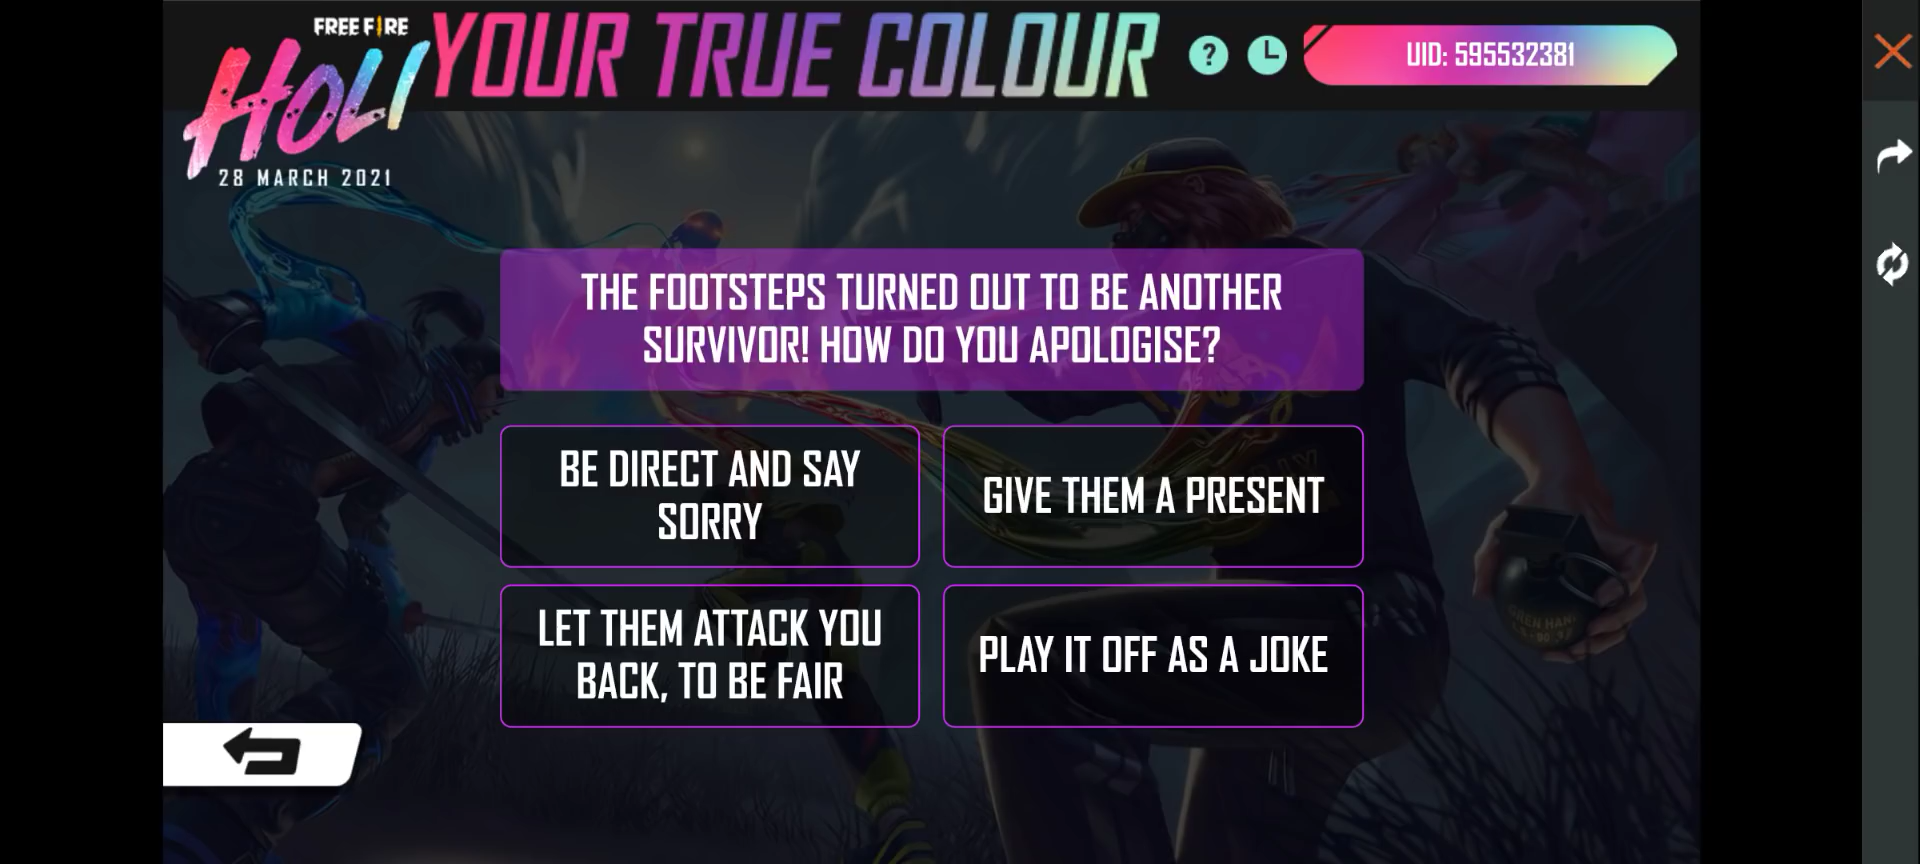 FREE FIRE
HOLI
28 MARCH 2021
YOUR TRUE COLOUR
?
UID: 595532381
THE FOOTSTEPS TURNED OUT TO BE ANOTHER
SURVIVOR! HOW DO YOU APOLOGISE?
BE DIRECT AND SAY
SORRY
GIVE THEM A PRESENT
LET THEM ATTACK YOU
BACK, TO BE FAIR
PLAY IT OFF AS A JOKE